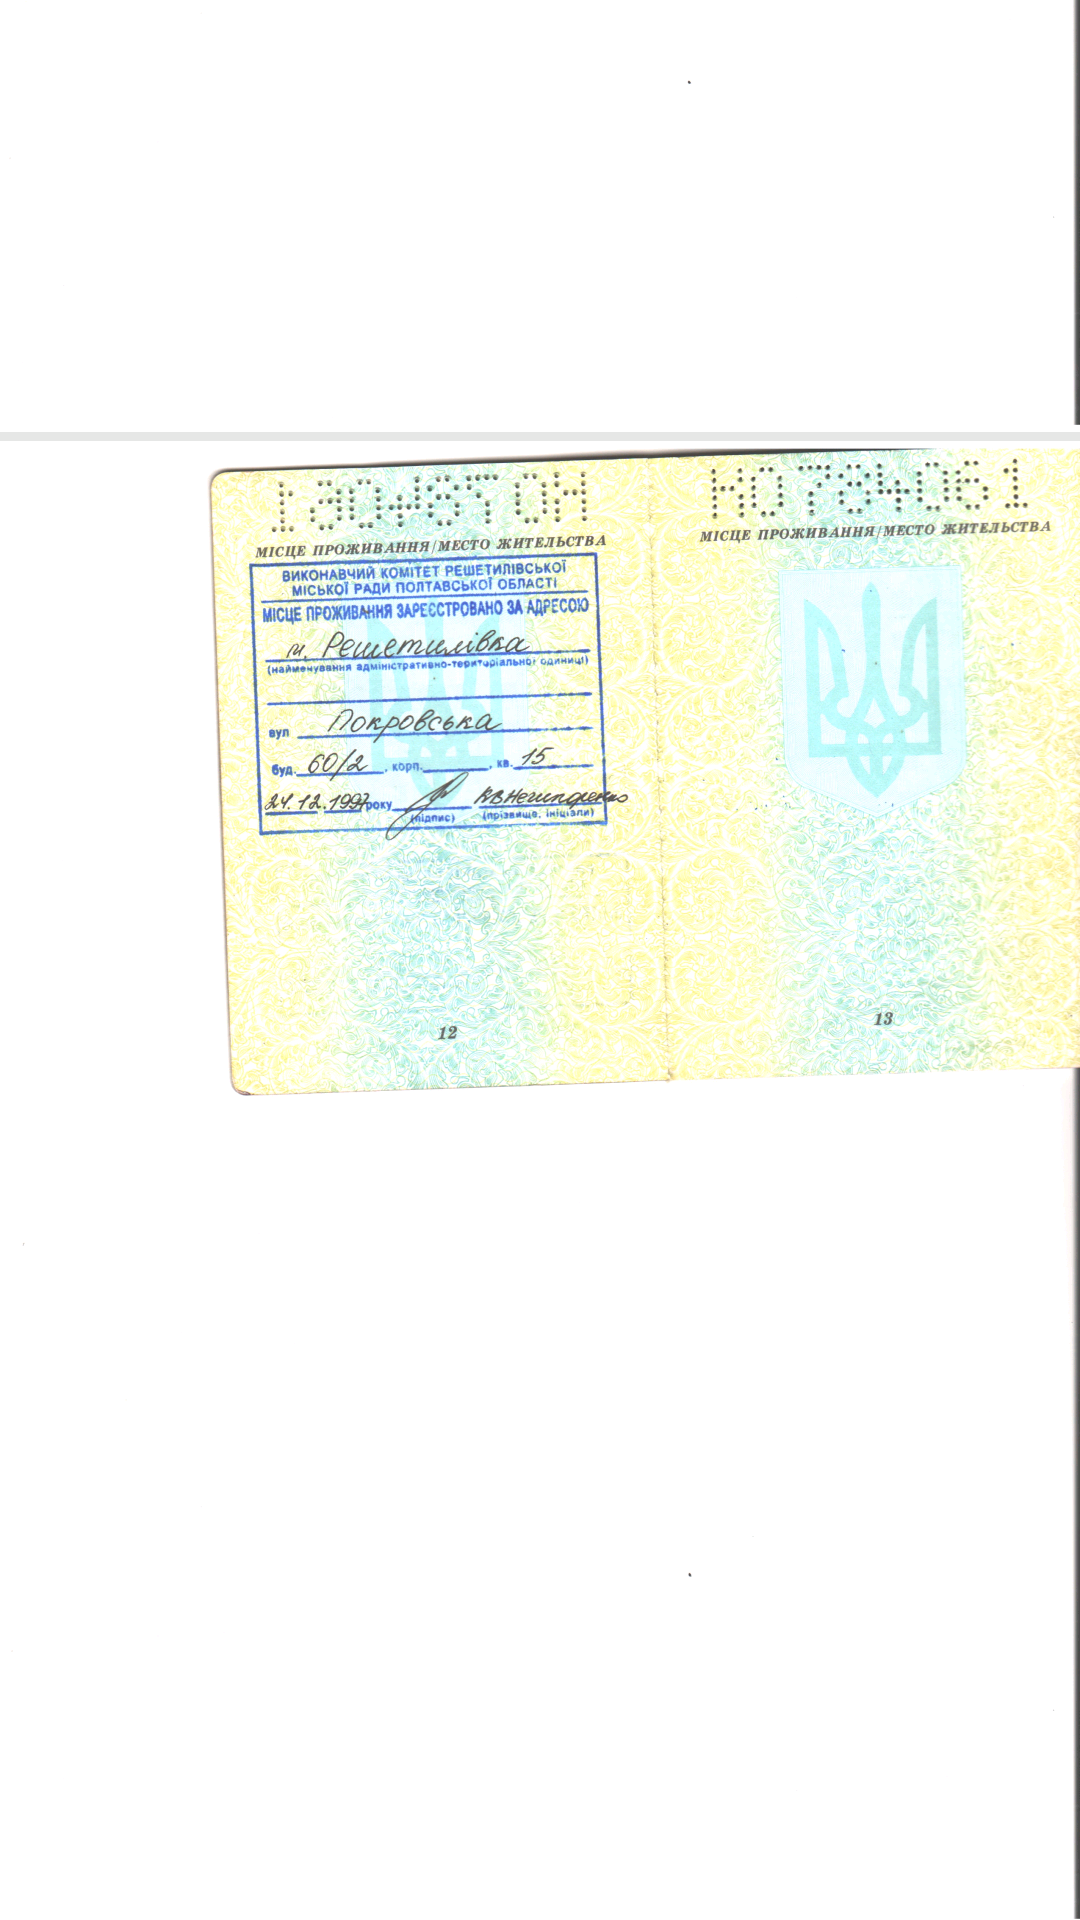 МІСЦЕ ПРОЖИВАННЯ/МЕСТО ЖИТЕЛЬСТВА
ВИКОНАВЧИЙ КОМІТЕТ РЕШЕТИЛІВСЬКОЇ
МІСЬКОЇ РАДИ ПОЛТАВСЬКОЇ ОБЛАСТІ
МІСЦЕ ПРОЖИВАННЯ ЗАРЕЄСТРОВАНО ЗА АДРЕСОЮ
м. Решетилівка
(найменування адміністративно-територіальної одиниці)
вул Покровська
буд. 60/2, корп. , кв. 15
24.12.1997 року
(підпис) (прізвище, ініціали)
12
КО784061
МІСЦЕ ПРОЖИВАННЯ/МЕСТО ЖИТЕЛЬСТВА
13